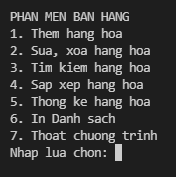 PHAN MEN BAN HANG
1. Them hang hoa
2. Sua, xoa hang hoa
3. Tim kiem hang hoa
4. Sap xep hang hoa
5. Thong ke hang hoa
6. In Danh sach
7. Thoat chuong trinh
Nhap lua chon: